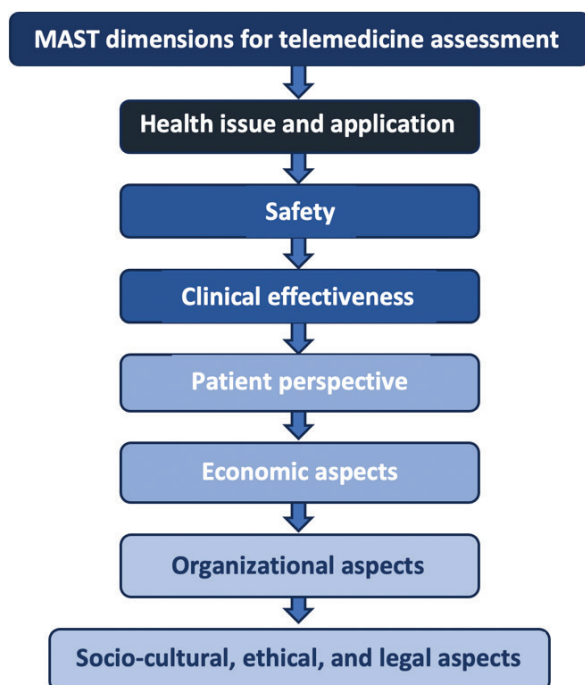 MAST dimensions for telemedicine assessment
Health issue and application
Safety
Clinical effectiveness
Patient perspective
Economic aspects
Organizational aspects
Socio-cultural, ethical, and legal aspects